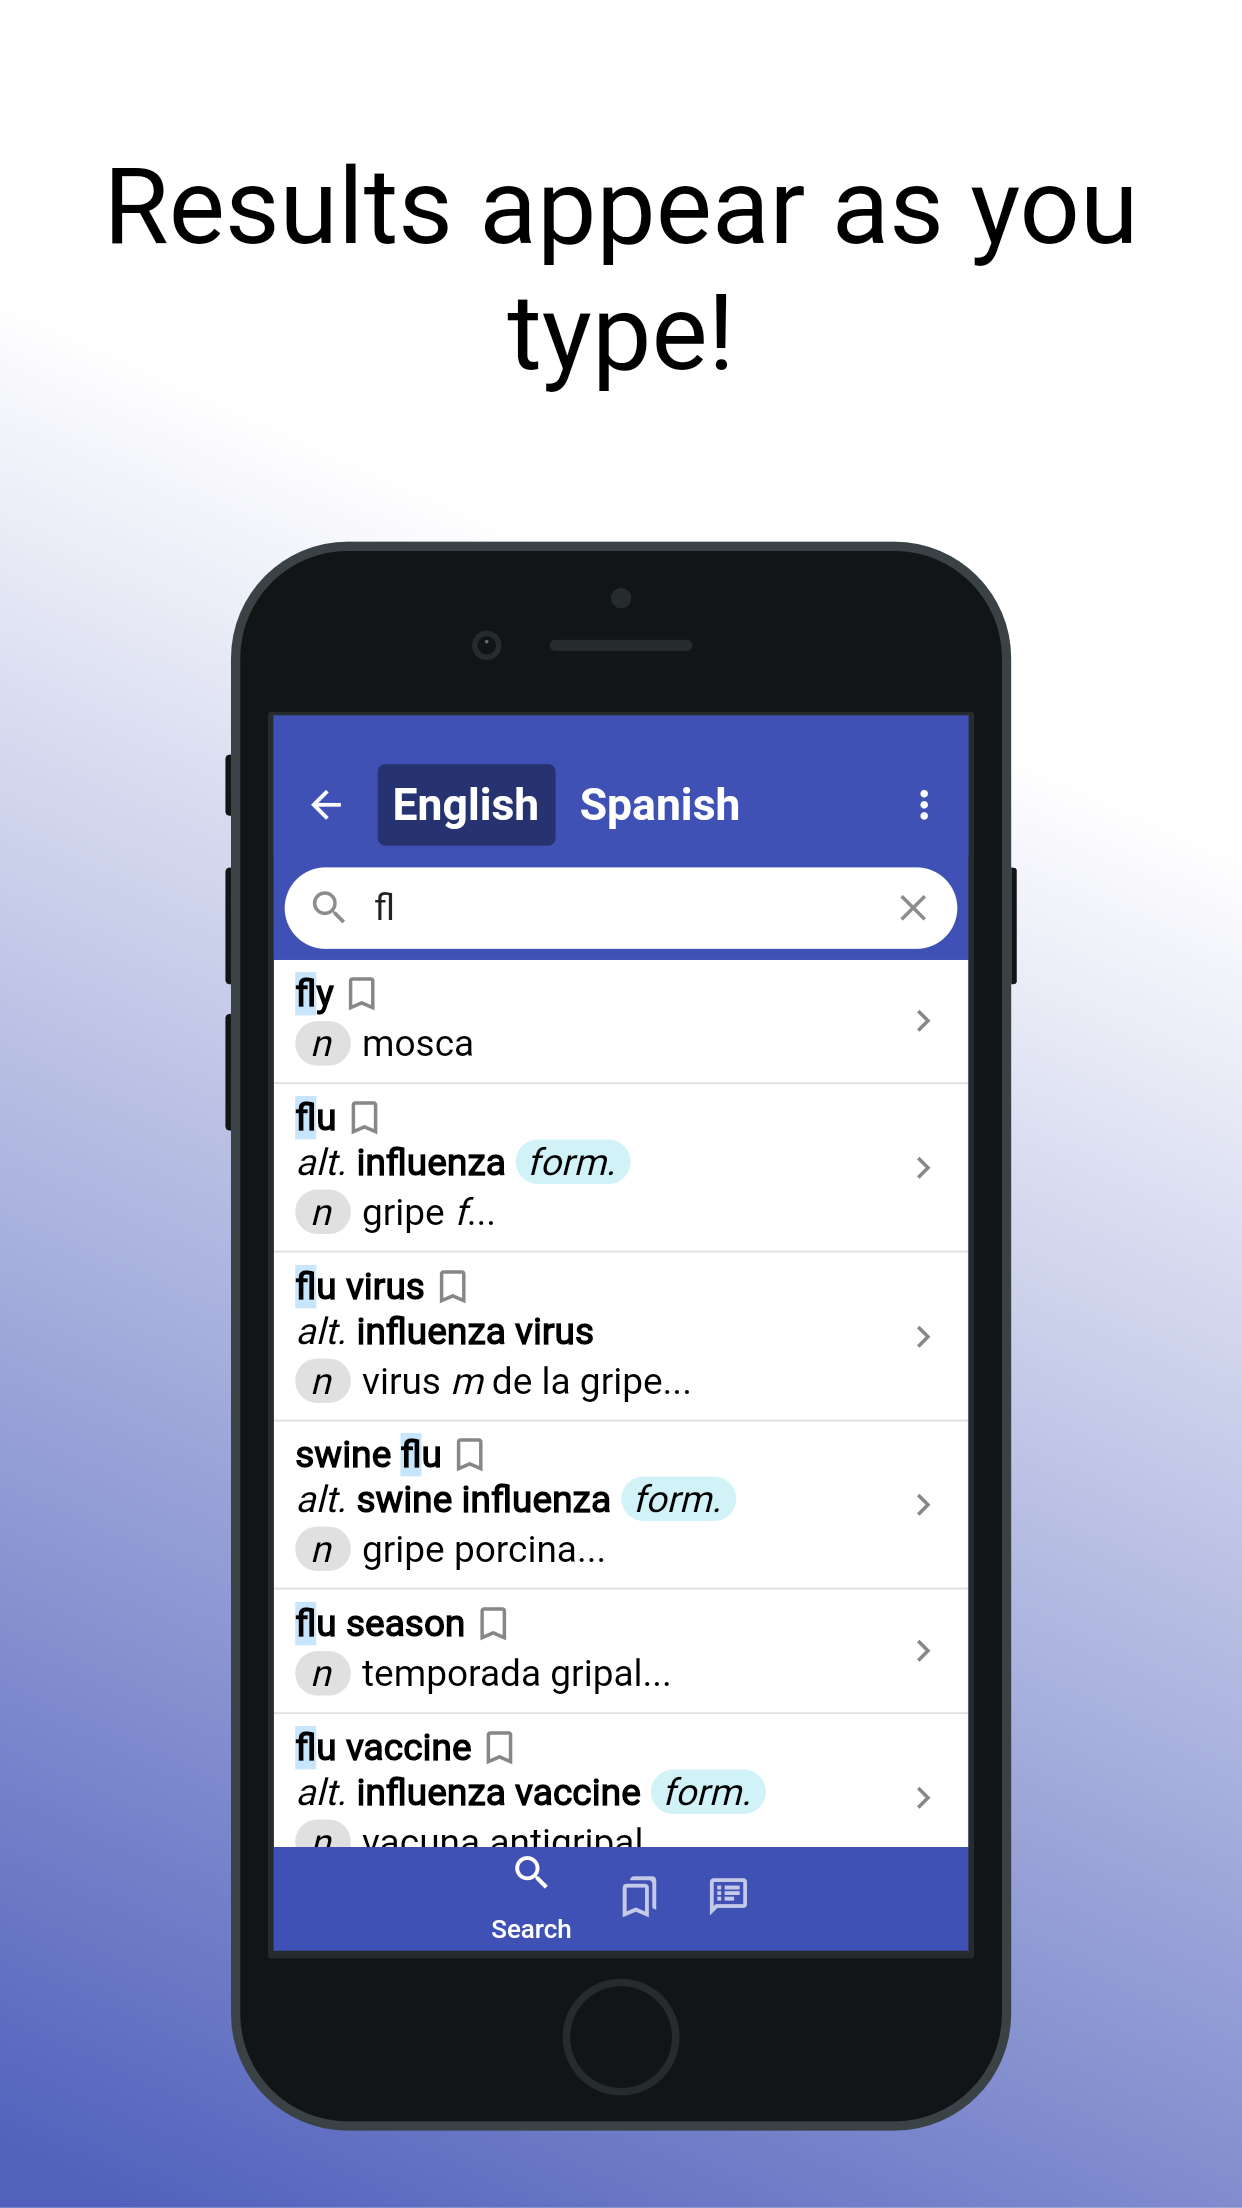 Results appear as you
type!
English Spanish
fl
fly
n mosca
flu
alt. influenza form.
n gripe f...
flu virus
alt. influenza virus
n virus m de la gripe...
swine flu
alt. swine influenza form.
n gripe porcina...
flu season
n temporada gripal...
flu vaccine
alt. influenza vaccine form.
n vacuna antigripal
Search